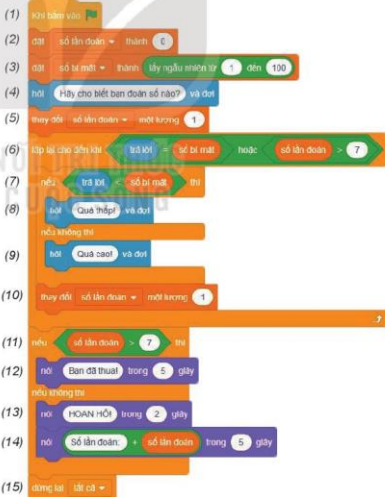 (1) Khi bấm vào
(2) đặt số lần đoán thành 0
(3) đặt số bí mật thành lấy ngẫu nhiên từ 1 đến 100
(4) hỏi Hãy cho biết bạn đoán số nào? và đợi
(5) thay đổi số lần đoán một lượng 1
(6) lặp lại cho đến khi trả lời = số bí mật hoặc số lần đoán > 7
(7) nếu trả lời < số bí mật thì
(8) hỏi Quá thấp! và đợi
nếu không thì
(9) hỏi Quá cao! và đợi
(10) thay đổi số lần đoán một lượng 1
(11) nếu số lần đoán > 7 thì
(12) nói Bạn đã thua! trong 5 giây
nếu không thì
(13) nói HOAN HÔ! trong 2 giây
(14) nói Số lần đoán: + số lần đoán trong 5 giây
(15) dừng lại tất cả